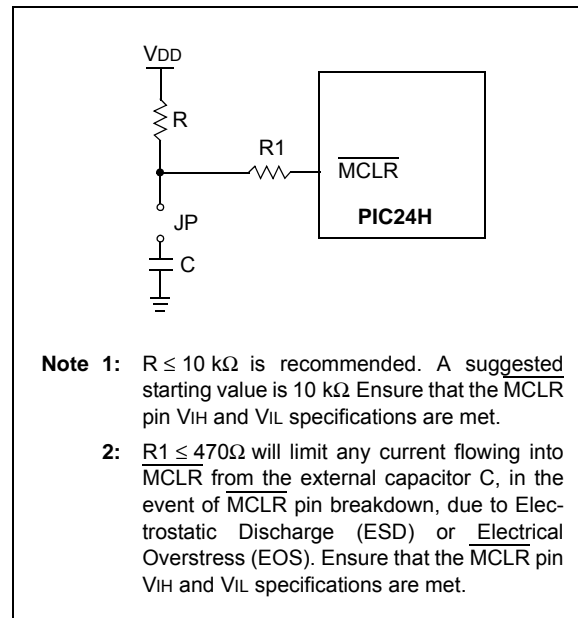 VDD
R
R1
MCLR
PIC24H
JP
C
Note 1: R ≤ 10 kΩ is recommended. A suggested
starting value is 10 kΩ Ensure that the MCLR
pin VIH and VIL specifications are met.
2: R1 ≤ 470Ω will limit any current flowing into
MCLR from the external capacitor C, in the
event of MCLR pin breakdown, due to Elec-
trostatic Discharge (ESD) or Electrical
Overstress (EOS). Ensure that the MCLR pin
VIH and VIL specifications are met.